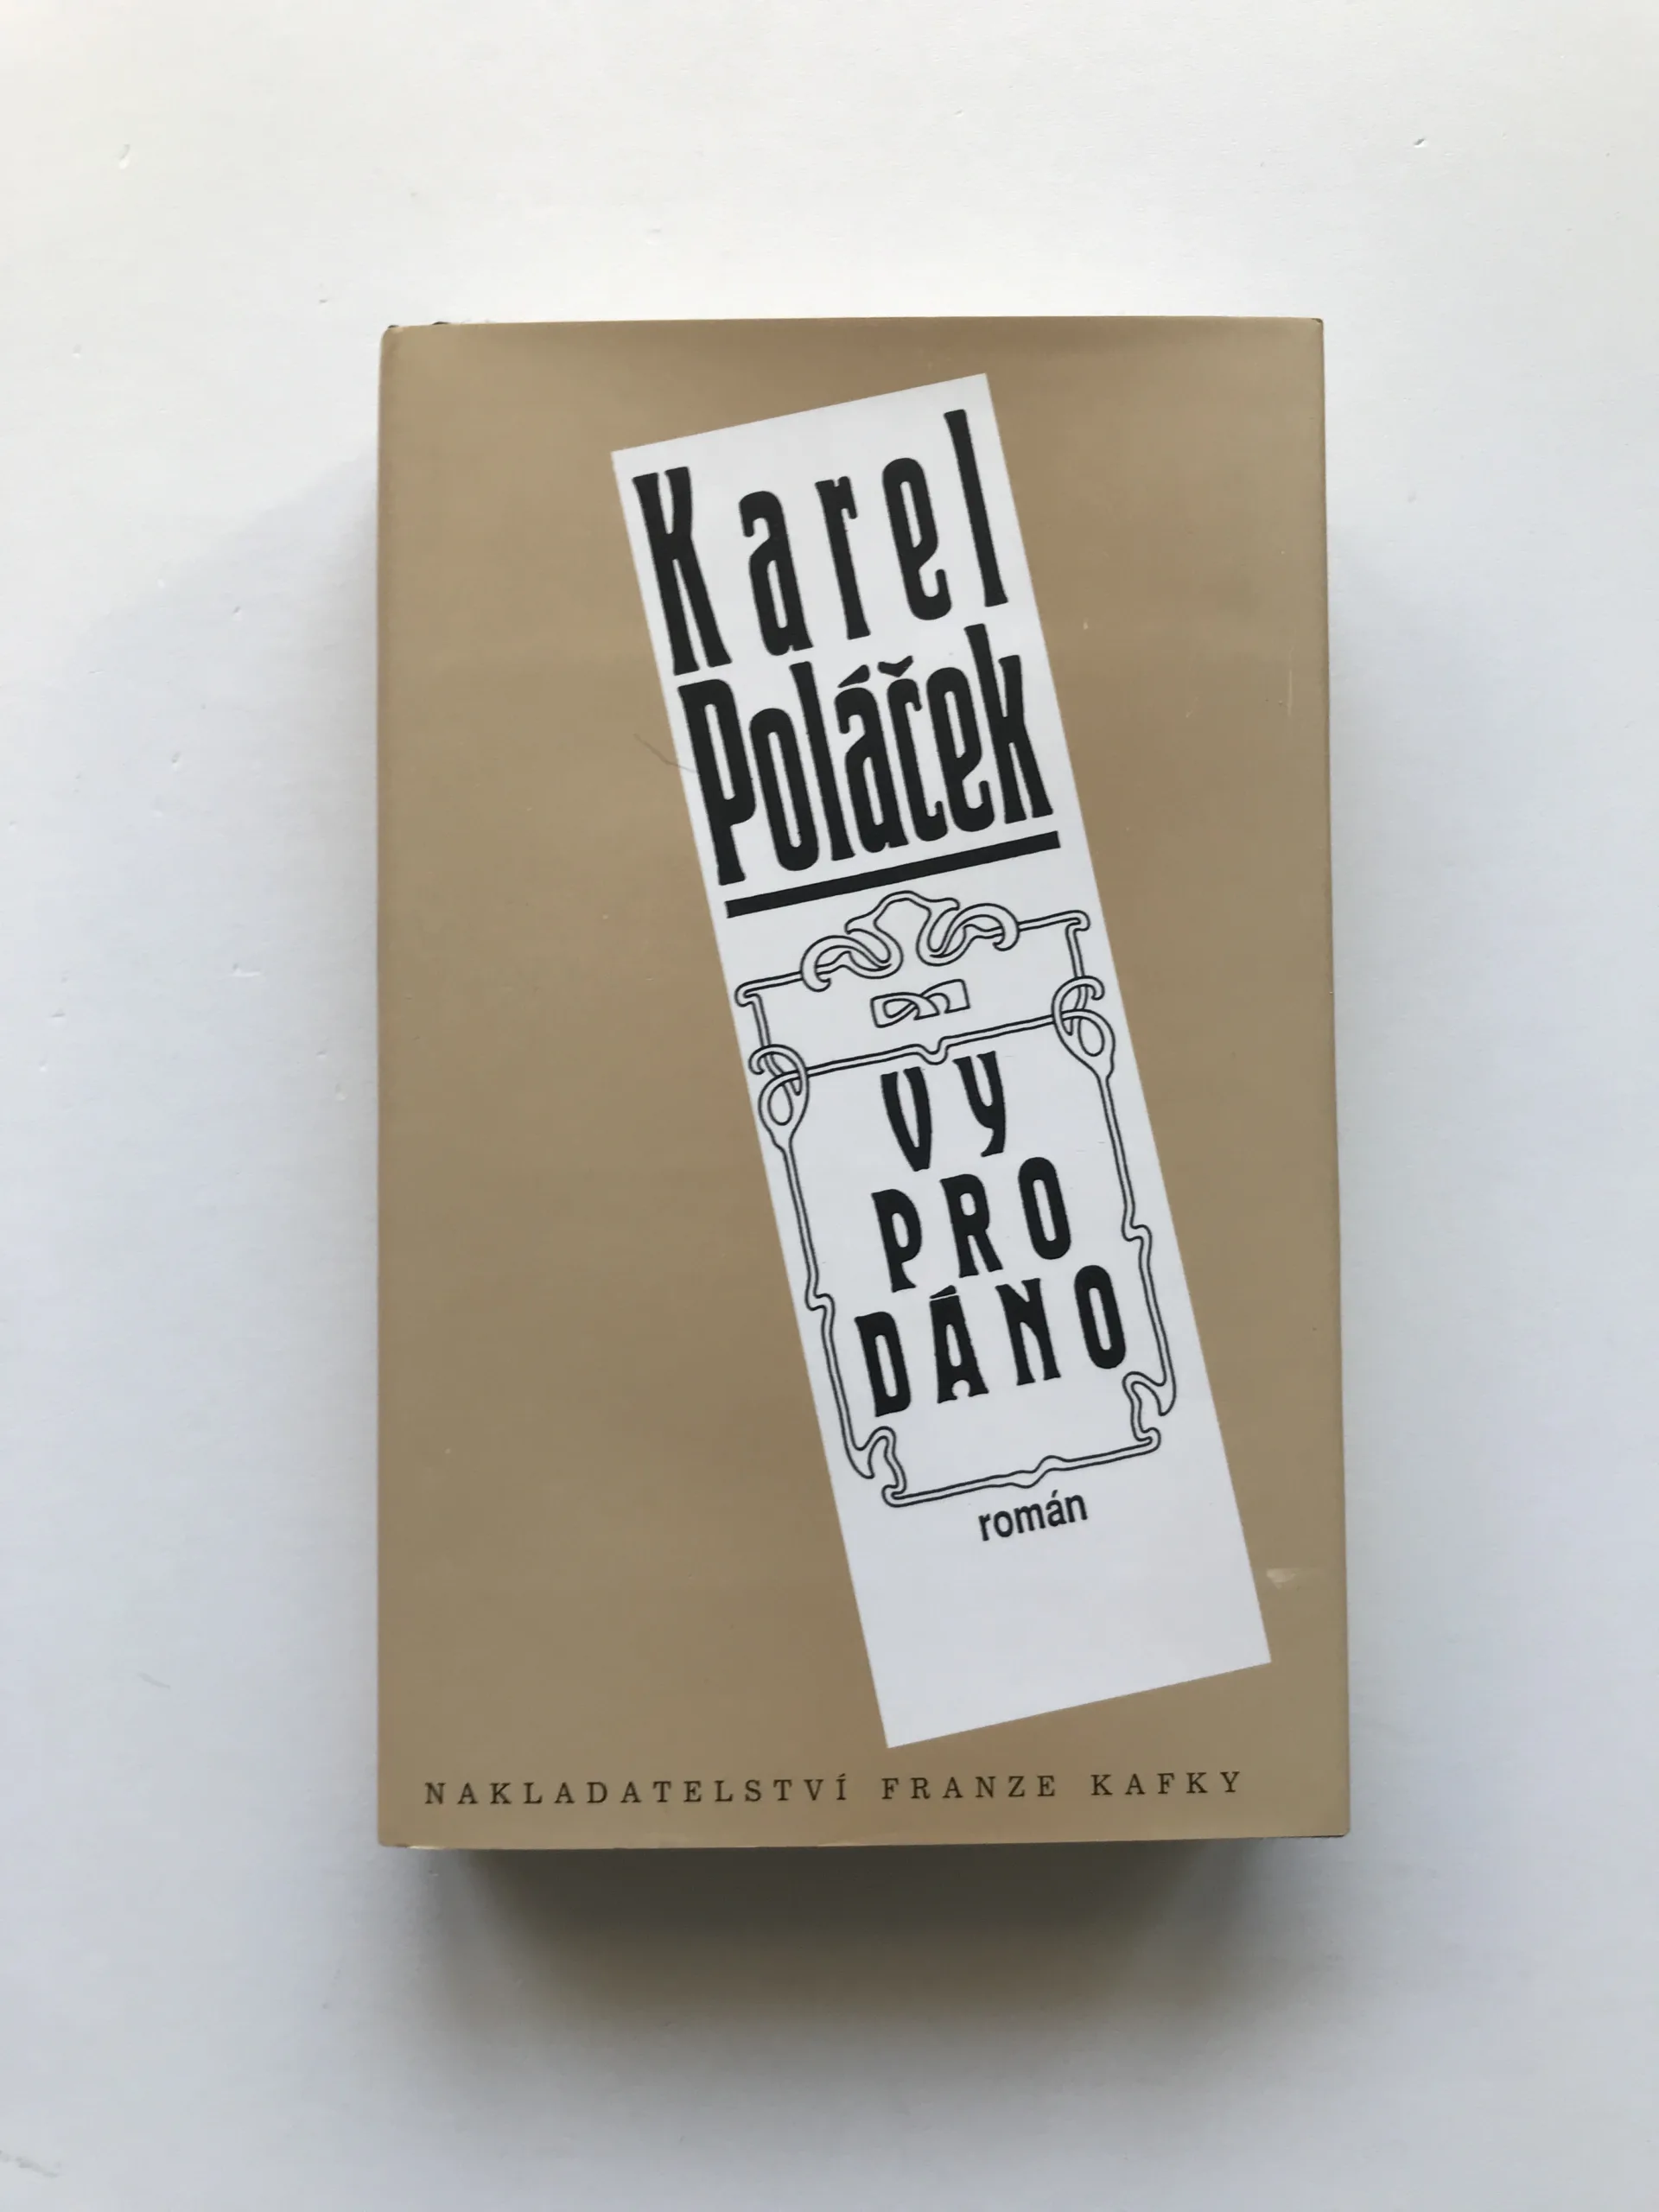 Karel
Poláček
VY
PRO
DÁNO
román
NAKLADATELSTVÍ FRANZE KAFKY